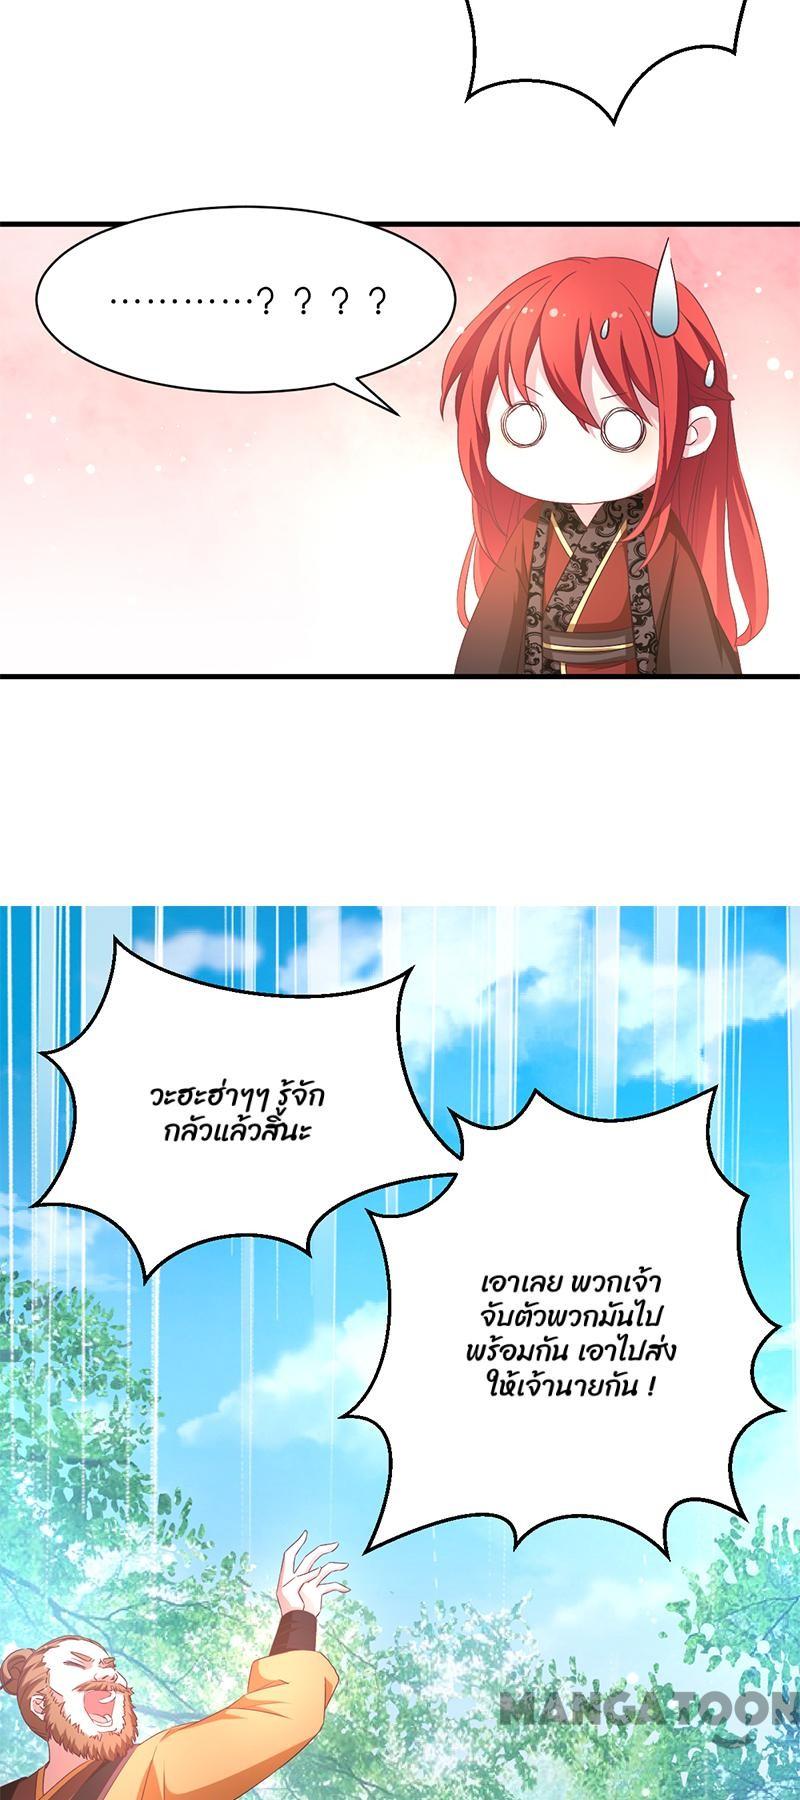 …………? ? ? ?
วะฮะฮ่าๆๆ รู้จัก
กลัวแล้วสินะ
เอาเลย พวกเจ้า
จับตัวพวกมันไป
พร้อมกัน เอาไปส่ง
ให้เจ้านายกัน !
MANGATOON